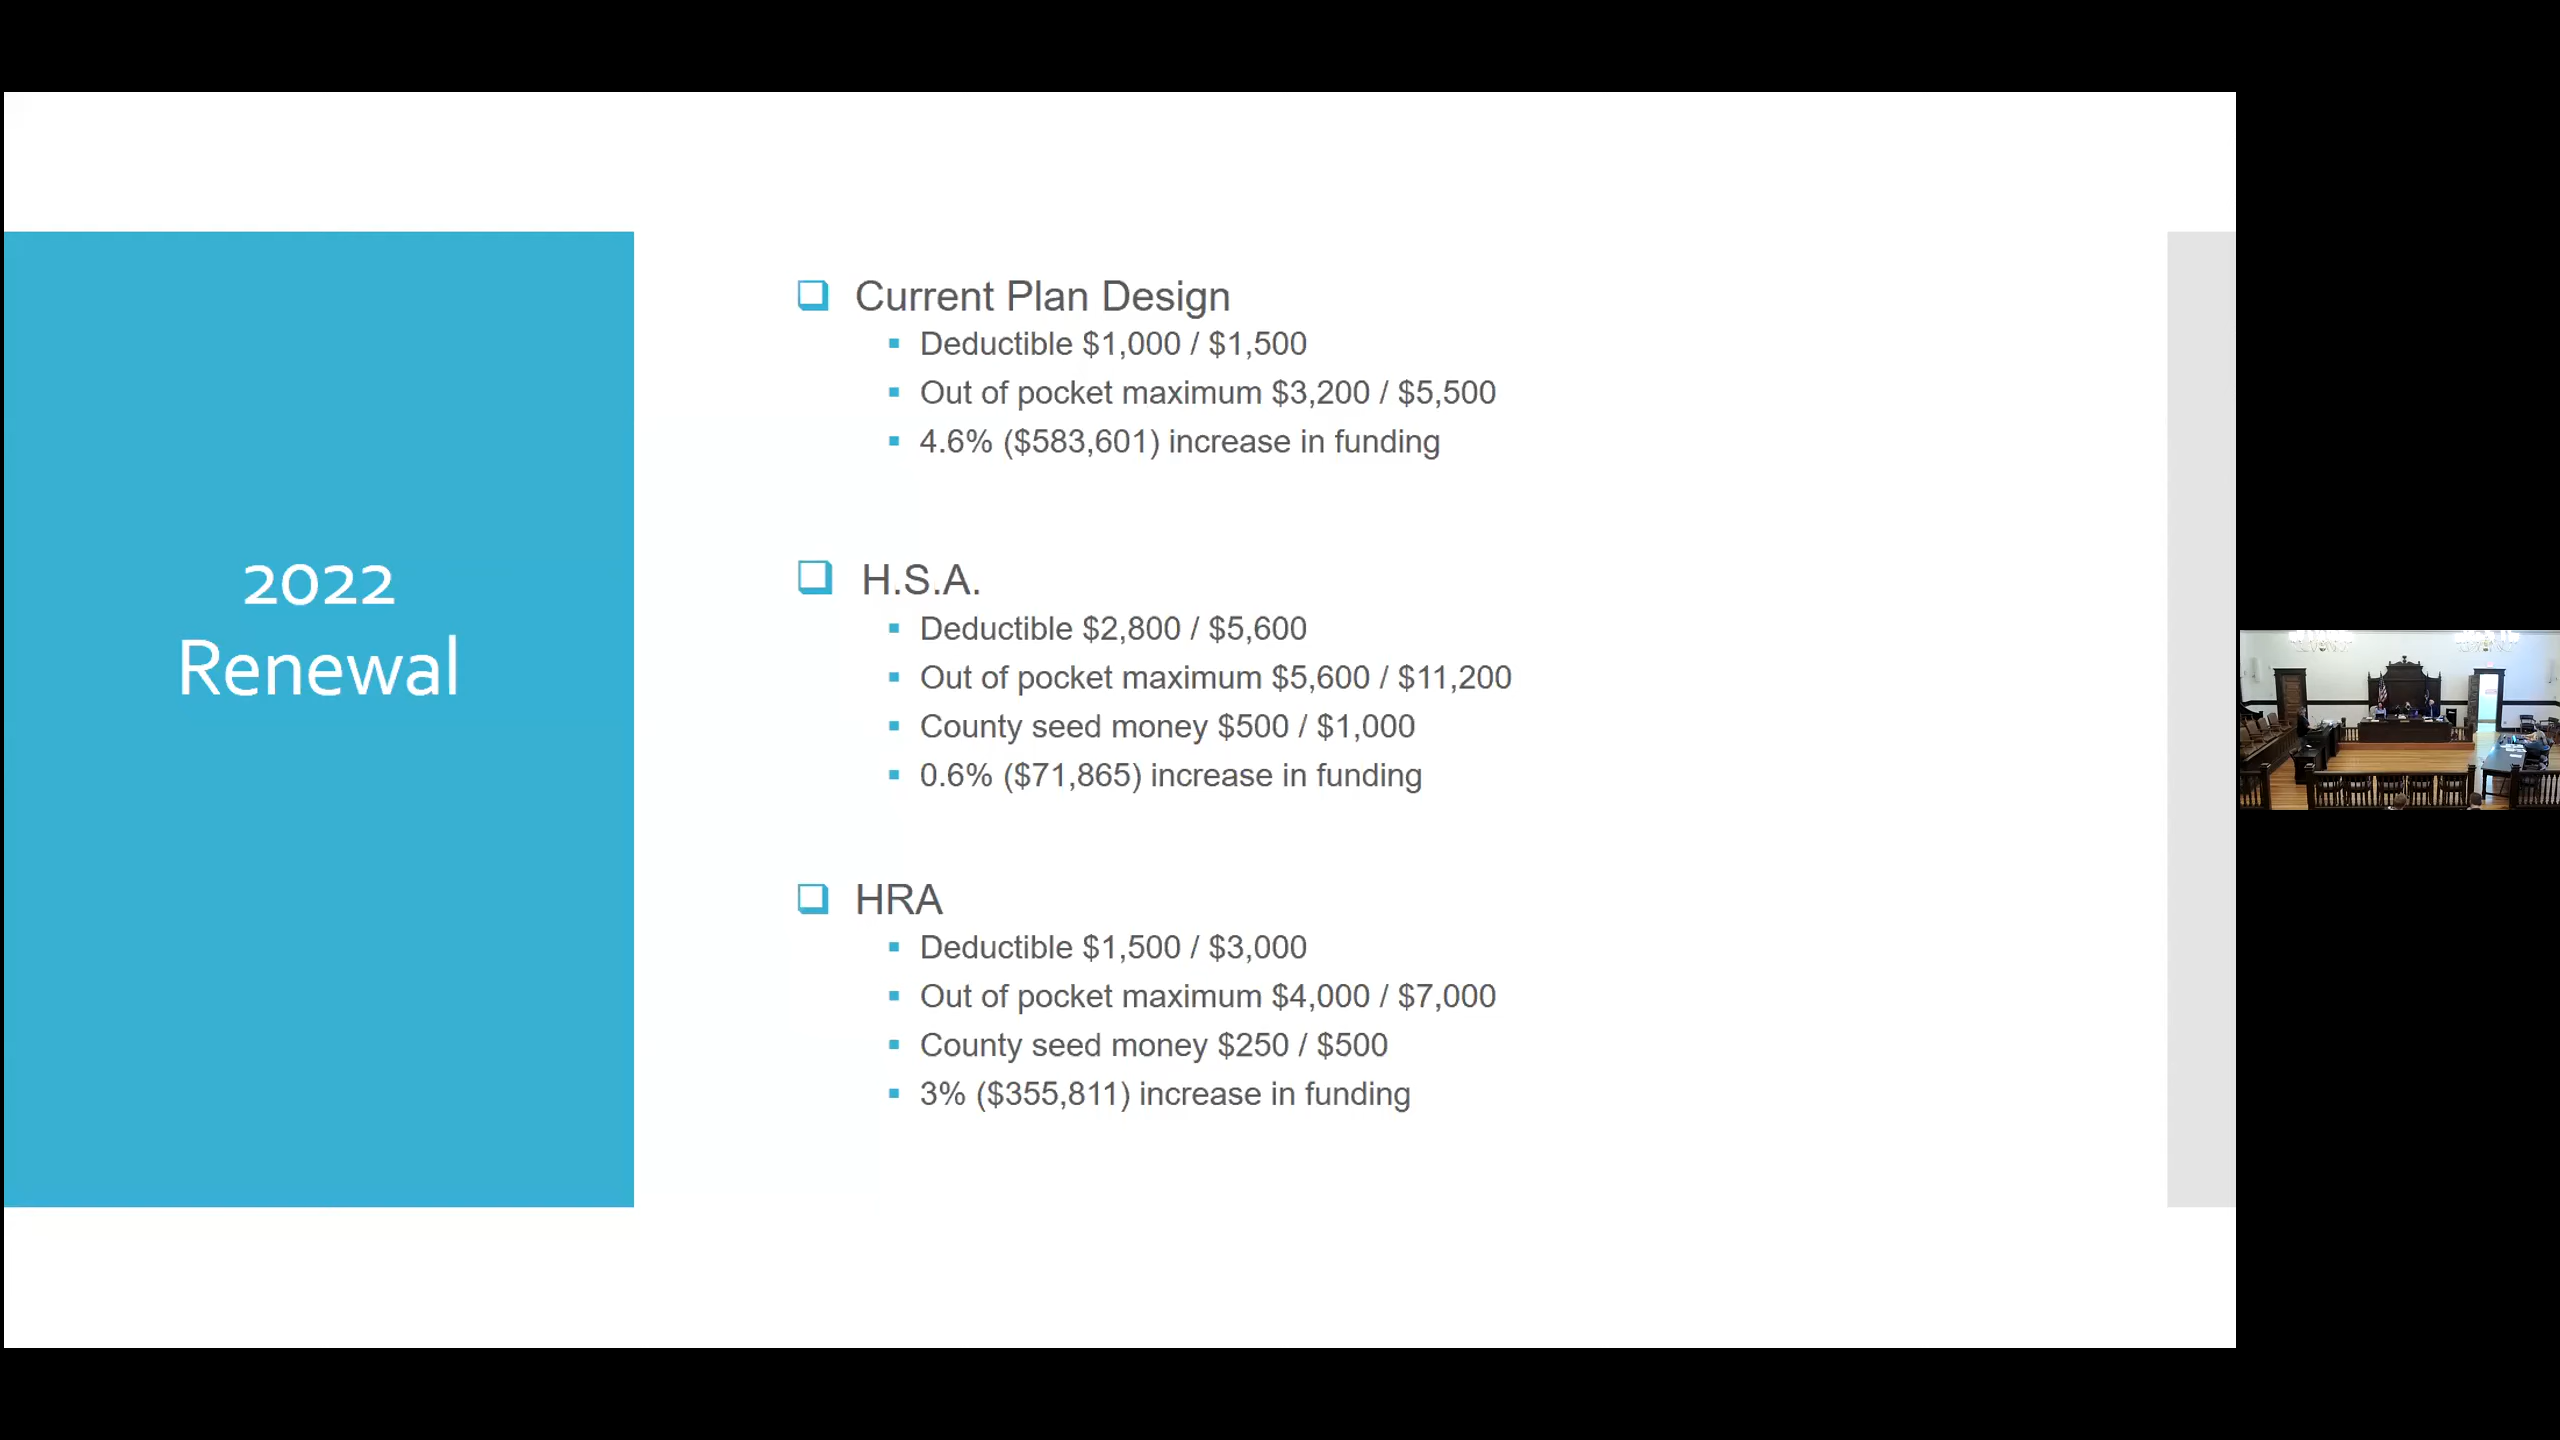 2022
Renewal
Current Plan Design
Deductible $1,000 / $1,500
Out of pocket maximum $3,200 / $5,500
4.6% ($583,601) increase in funding
H.S.A.
Deductible $2,800 / $5,600
Out of pocket maximum $5,600 / $11,200
County seed money $500 / $1,000
0.6% ($71,865) increase in funding
HRA
Deductible $1,500 / $3,000
Out of pocket maximum $4,000 / $7,000
County seed money $250 / $500
3% ($355,811) increase in funding